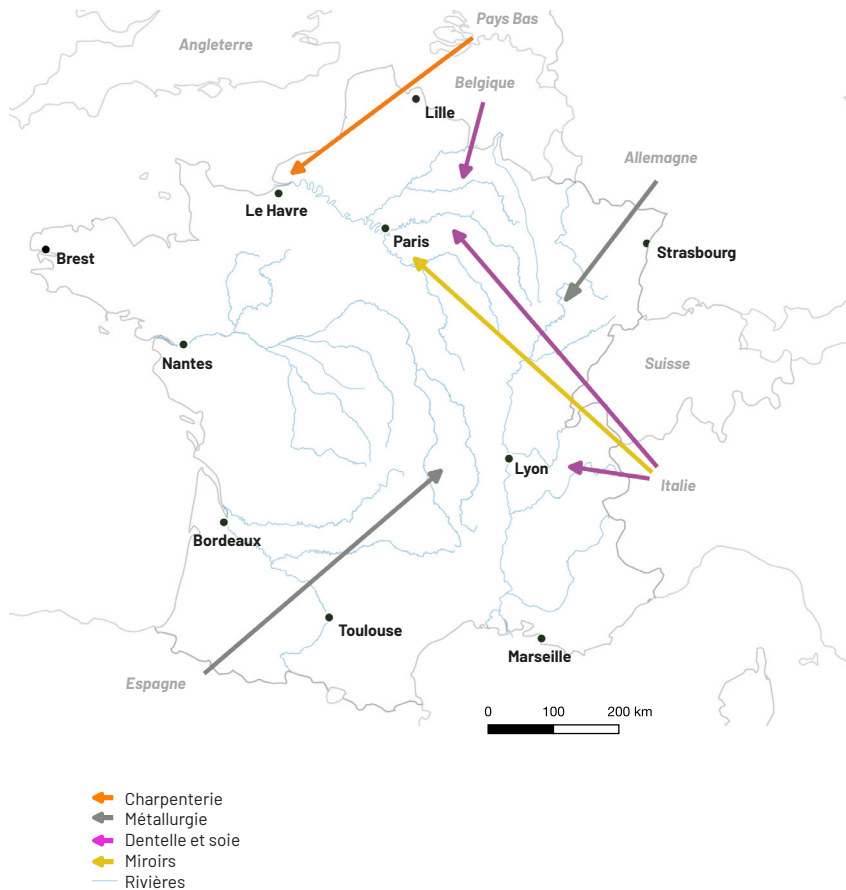 Pays Bas
Angleterre
Belgique
Lille
Allemagne
Le Havre
Paris
Strasbourg
Brest
Nantes
Suisse
Lyon
Italie
Bordeaux
Toulouse
Marseille
Espagne
0 100 200 km
Charpenterie
Métallurgie
Dentelle et soie
Miroirs
Rivières